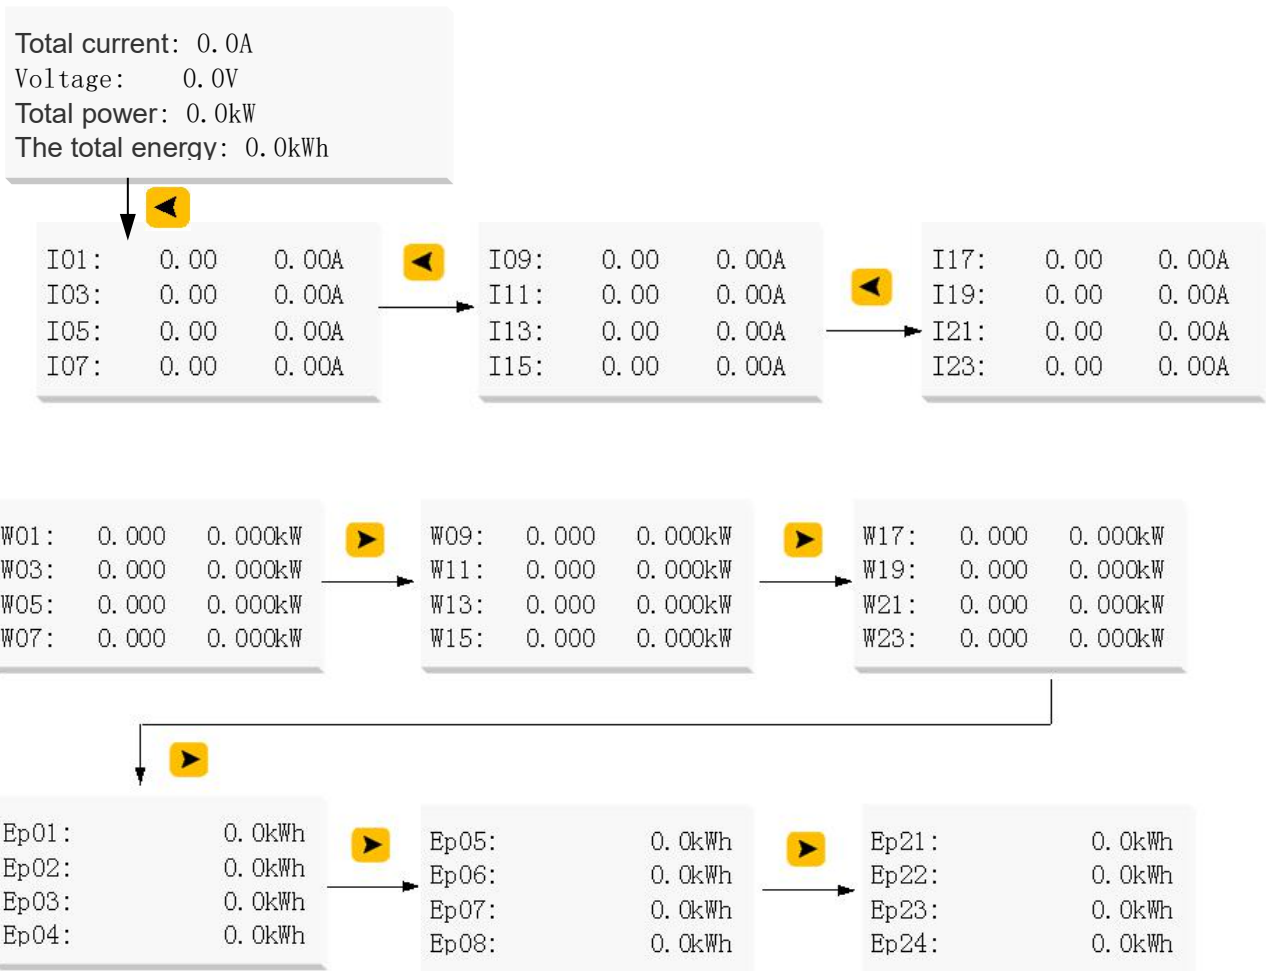 Total current: 0.0A
Voltage: 0.0V
Total power: 0.0kW
The total energy: 0.0kWh
I01: 0.00 0.00A
I03: 0.00 0.00A
I05: 0.00 0.00A
I07: 0.00 0.00A
I09: 0.00 0.00A
I11: 0.00 0.00A
I13: 0.00 0.00A
I15: 0.00 0.00A
I17: 0.00 0.00A
I19: 0.00 0.00A
I21: 0.00 0.00A
I23: 0.00 0.00A
W01: 0.000 0.000kW
W03: 0.000 0.000kW
W05: 0.000 0.000kW
W07: 0.000 0.000kW
W09: 0.000 0.000kW
W11: 0.000 0.000kW
W13: 0.000 0.000kW
W15: 0.000 0.000kW
W17: 0.000 0.000kW
W19: 0.000 0.000kW
W21: 0.000 0.000kW
W23: 0.000 0.000kW
Ep01: 0.0kWh
Ep02: 0.0kWh
Ep03: 0.0kWh
Ep04: 0.0kWh
Ep05: 0.0kWh
Ep06: 0.0kWh
Ep07: 0.0kWh
Ep08: 0.0kWh
Ep21: 0.0kWh
Ep22: 0.0kWh
Ep23: 0.0kWh
Ep24: 0.0kWh